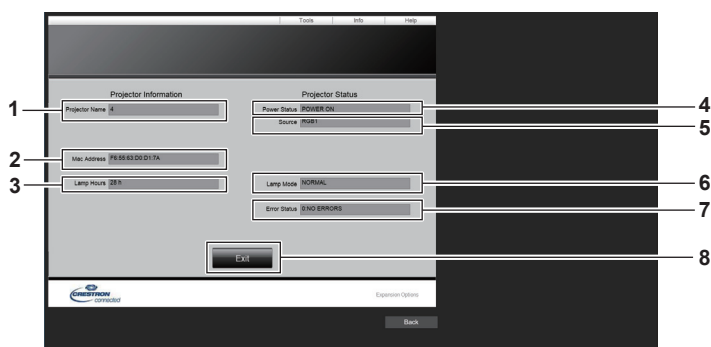 Tools Info Help
Projector Information
Projector Status
1 Projector Name 4
Power Status POWER ON 4
Source RGB1 5
2 Mac Address F6:55:63:D0:D1:7A
3 Lamp Hours 28 h
Lamp Mode NORMAL 6
Error Status 0:NO ERRORS 7
Exit 8
CRESTRON
connected
Expansion Options
Back